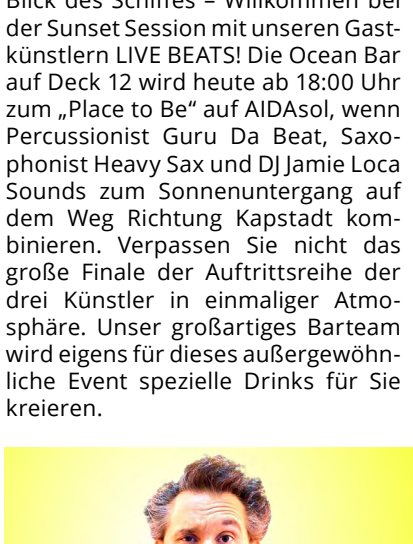 Blick des Schiffes – Willkommen bei
der Sunset Session mit unseren Gast-
künstlern LIVE BEATS! Die Ocean Bar
auf Deck 12 wird heute ab 18:00 Uhr
zum „Place to Be“ auf AIDAsol, wenn
Percussionist Guru Da Beat, Saxo-
phonist Heavy Sax und DJ Jamie Loca
Sounds zum Sonnenuntergang auf
dem Weg Richtung Kapstadt kom-
binieren. Verpassen Sie nicht das
große Finale der Auftrittsreihe der
drei Künstler in einmaliger Atmo-
sphäre. Unser großartiges Barteam
wird eigens für dieses außergewöhn-
liche Event spezielle Drinks für Sie
kreieren.